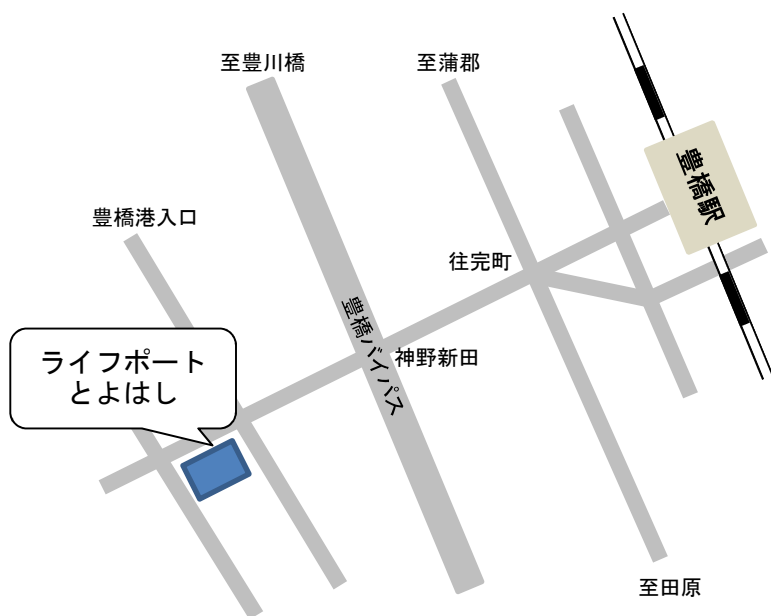 至豊川橋
至蒲郡
豊橋駅
豊橋港入口
往完町
豊橋バイパス
神野新田
ライフポート
とよはし
至田原